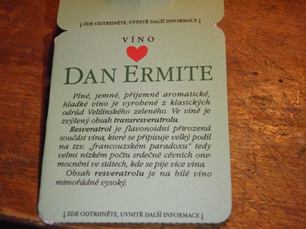 [ ZDE ODTRHNĚTE, UVNITŘ DALŠÍ INFORMACE ]
VÍNO
DAN ERMITE
Plné, jemné, příjemně aromatické,
hladké víno je vyrobené z klasických
odrůd Veltlínského zeleného. Ve víně je
zvýšený obsah transresveratrolu.
Resveratrol je flavonoidní přirozená
součást vína, které se připisuje velký podíl
na tzv. „francouzském paradoxu“ tedy
velmi nízkém počtu srdečně cévních one-
mocnění ve státech, kde se pije více vína.
Obsah resveratrolu je na bílé víno
mimořádně vysoký.
[ ZDE ODTRHNĚTE, UVNITŘ DALŠÍ INFORMACE ]